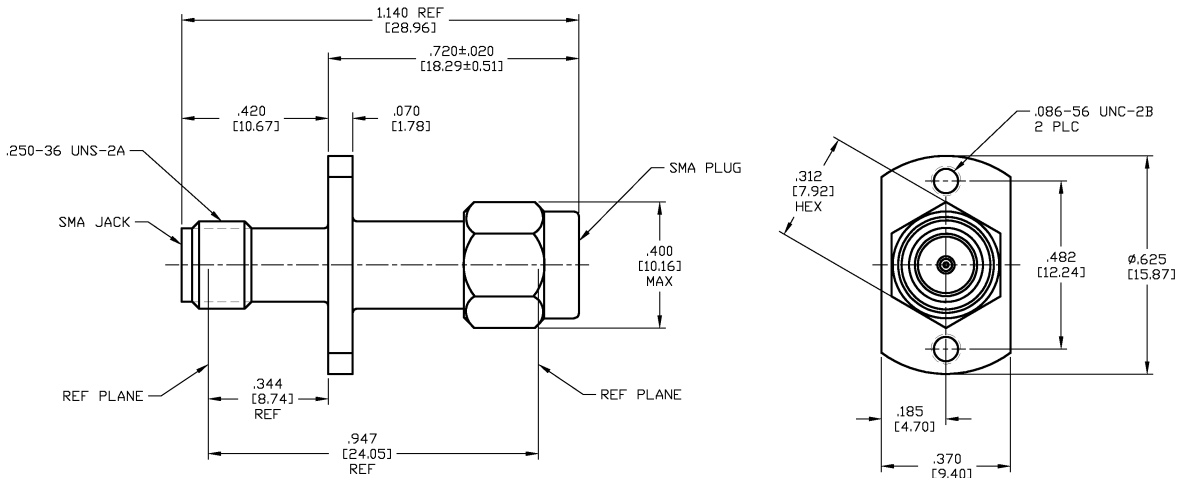 1.140 REF
[28.96]
.720±.020
[18.29±0.51]
.420
[10.67]
.070
[1.78]
.250-36 UNS-2A
SMA JACK
SMA PLUG
.400
[10.16]
MAX
REF PLANE
.344
[8.74]
REF
REF PLANE
.947
[24.05]
REF
.086-56 UNC-2B
2 PLC
.312
[7.92]
HEX
.482
[12.24]
Ø.625
[15.87]
.185
[4.70]
.370
[9.40]